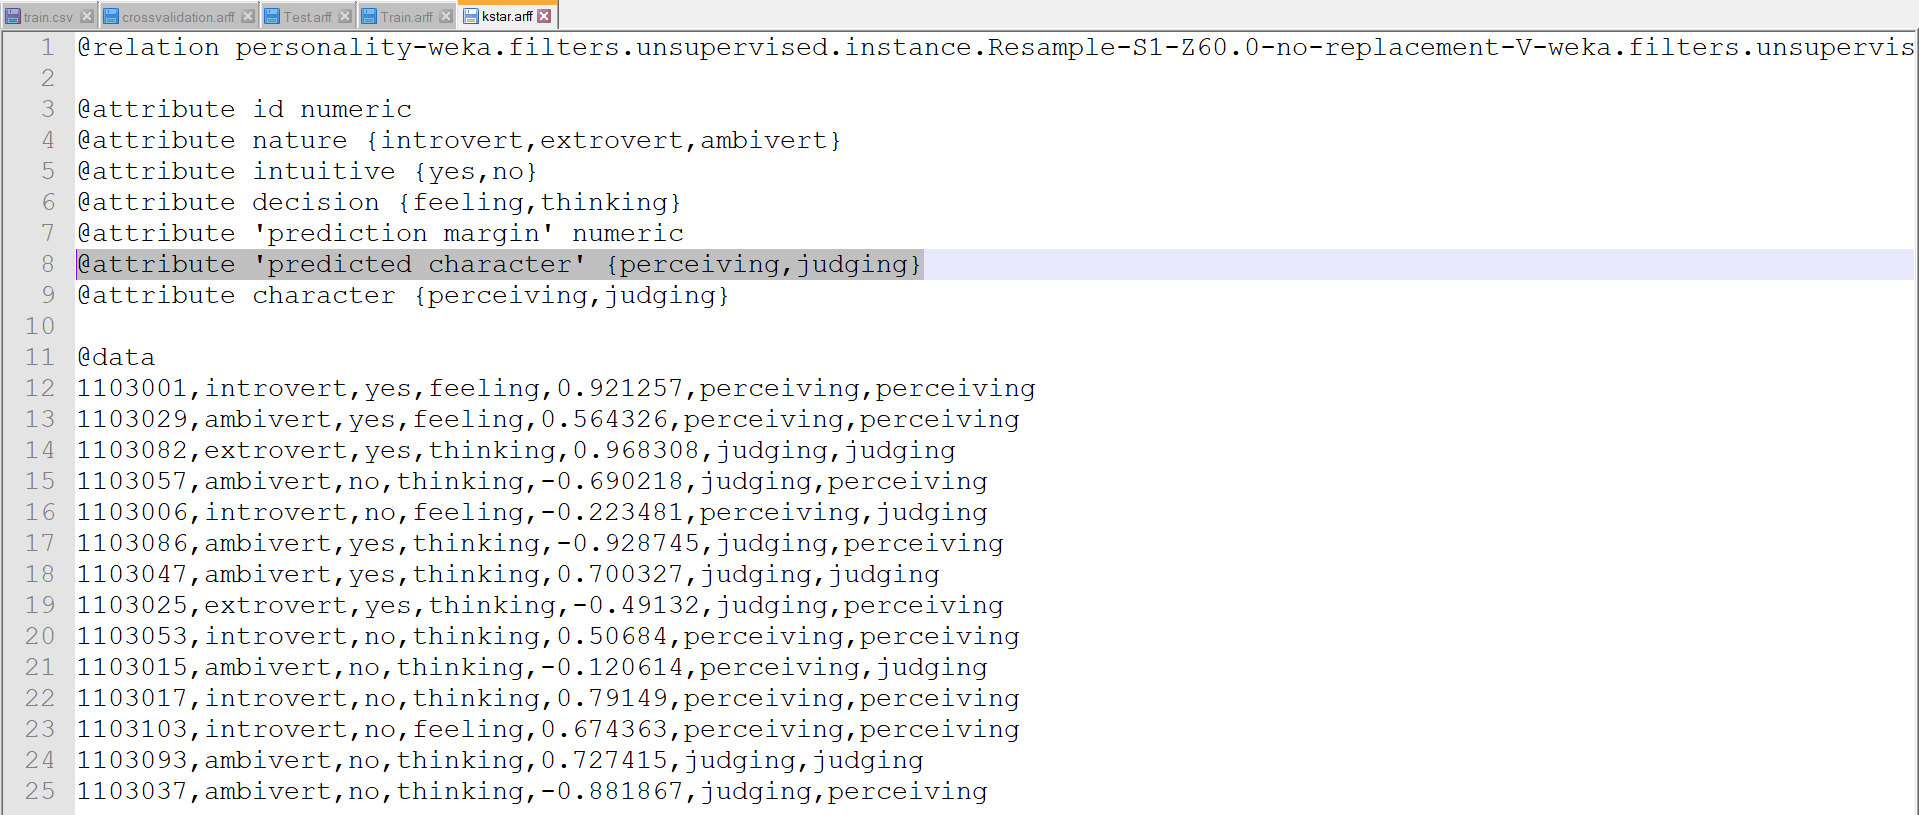 train.csv crossvalidation.arff Test.arff Train.arff kstar.arff
1 @relation personality-weka.filters.unsupervised.instance.Resample-S1-Z60.0-no-replacement-V-weka.filters.unsupervis
2
3 @attribute id numeric
4 @attribute nature {introvert,extrovert,ambivert}
5 @attribute intuitive {yes,no}
6 @attribute decision {feeling,thinking}
7 @attribute 'prediction margin' numeric
8 @attribute 'predicted character' {perceiving,judging}
9 @attribute character {perceiving,judging}
10
11 @data
12 1103001,introvert,yes,feeling,0.921257,perceiving,perceiving
13 1103029,ambivert,yes,feeling,0.564326,perceiving,perceiving
14 1103082,extrovert,yes,thinking,0.968308,judging,judging
15 1103057,ambivert,no,thinking,-0.690218,judging,perceiving
16 1103006,introvert,no,feeling,-0.223481,perceiving,judging
17 1103086,ambivert,yes,thinking,-0.928745,judging,perceiving
18 1103047,ambivert,yes,thinking,0.700327,judging,judging
19 1103025,extrovert,yes,thinking,-0.49132,judging,perceiving
20 1103053,introvert,no,thinking,0.50684,perceiving,perceiving
21 1103015,ambivert,no,thinking,-0.120614,perceiving,judging
22 1103017,introvert,no,thinking,0.79149,perceiving,perceiving
23 1103103,introvert,no,feeling,0.674363,perceiving,perceiving
24 1103093,ambivert,no,thinking,0.727415,judging,judging
25 1103037,ambivert,no,thinking,-0.881867,judging,perceiving